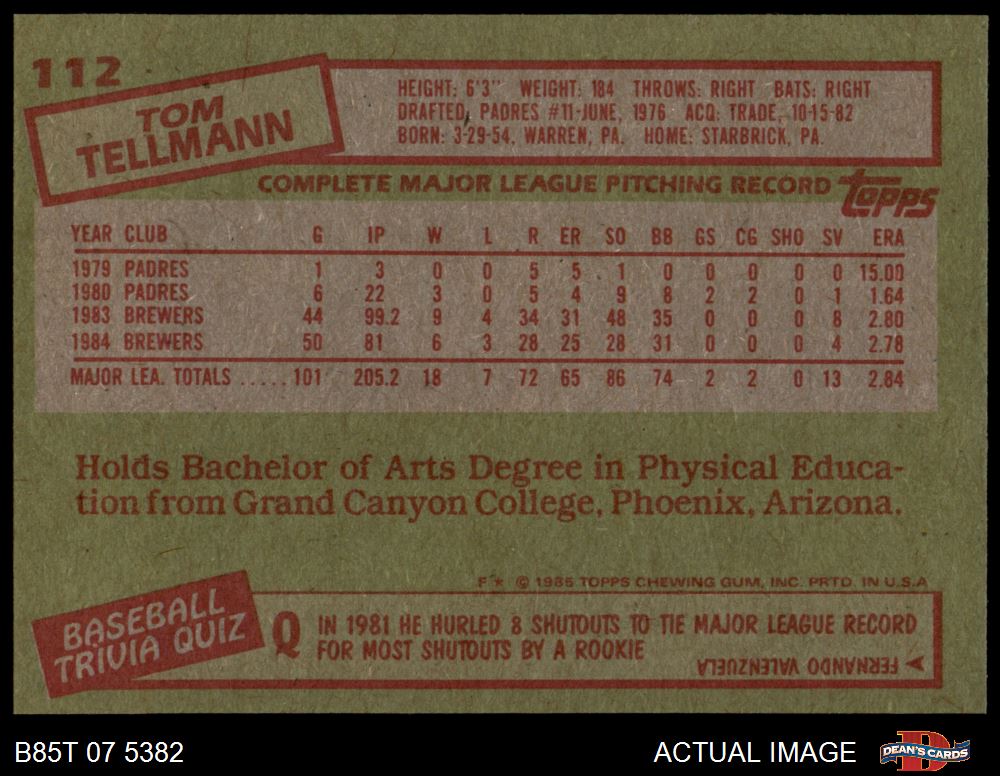 112
TOM
TELLMANN
HEIGHT: 6'3" WEIGHT: 184 THROWS: RIGHT BATS: RIGHT
DRAFTED, PADRES #11-JUNE, 1976 ACQ: TRADE, 10-15-82
BORN: 3-29-54, WARREN, PA. HOME: STARBRICK, PA.
COMPLETE MAJOR LEAGUE PITCHING RECORD topps
YEAR CLUB G IP W L R ER SO BB GS CG SHO SV ERA
1979 PADRES 1 3 0 0 5 5 1 0 0 0 0 0 15.00
1980 PADRES 6 22 3 0 5 4 9 8 2 2 0 1 1.64
1983 BREWERS 44 99.2 9 4 34 31 48 35 0 0 0 8 2.80
1984 BREWERS 50 81 6 3 28 25 28 31 0 0 0 4 2.78
MAJOR LEA. TOTALS ..... 101 205.2 18 7 72 65 86 74 2 2 0 13 2.84
Holds Bachelor of Arts Degree in Physical Educa-
tion from Grand Canyon College, Phoenix, Arizona.
F * © 1985 TOPPS CHEWING GUM, INC. PRTD. IN U.S.A
BASEBALL
TRIVIA QUIZ
Q IN 1981 HE HURLED 8 SHUTOUTS TO TIE MAJOR LEAGUE RECORD
FOR MOST SHUTOUTS BY A ROOKIE
FERNANDO VALENZUELA
B85T 07 5382
ACTUAL IMAGE
D
DEAN'S CARDS